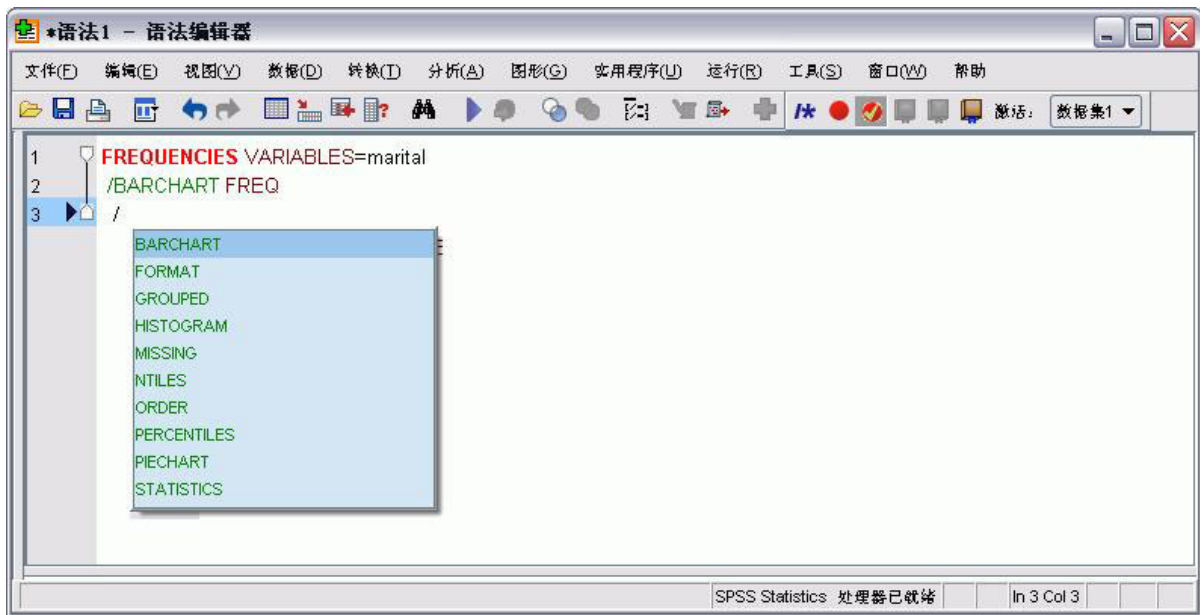 *语法1 - 语法编辑器
文件(F) 编辑(E) 视图(V) 数据(D) 转换(T) 分析(A) 图形(G) 实用程序(U) 运行(R) 工具(S) 窗口(W) 帮助
激活: 数据集1
1 FREQUENCIES VARIABLES=marital
2 /BARCHART FREQ
3 /
BARCHART
FORMAT
GROUPED
HISTOGRAM
MISSING
NTILES
ORDER
PERCENTILES
PIECHART
STATISTICS
SPSS Statistics 处理器已就绪 In 3 Col 3